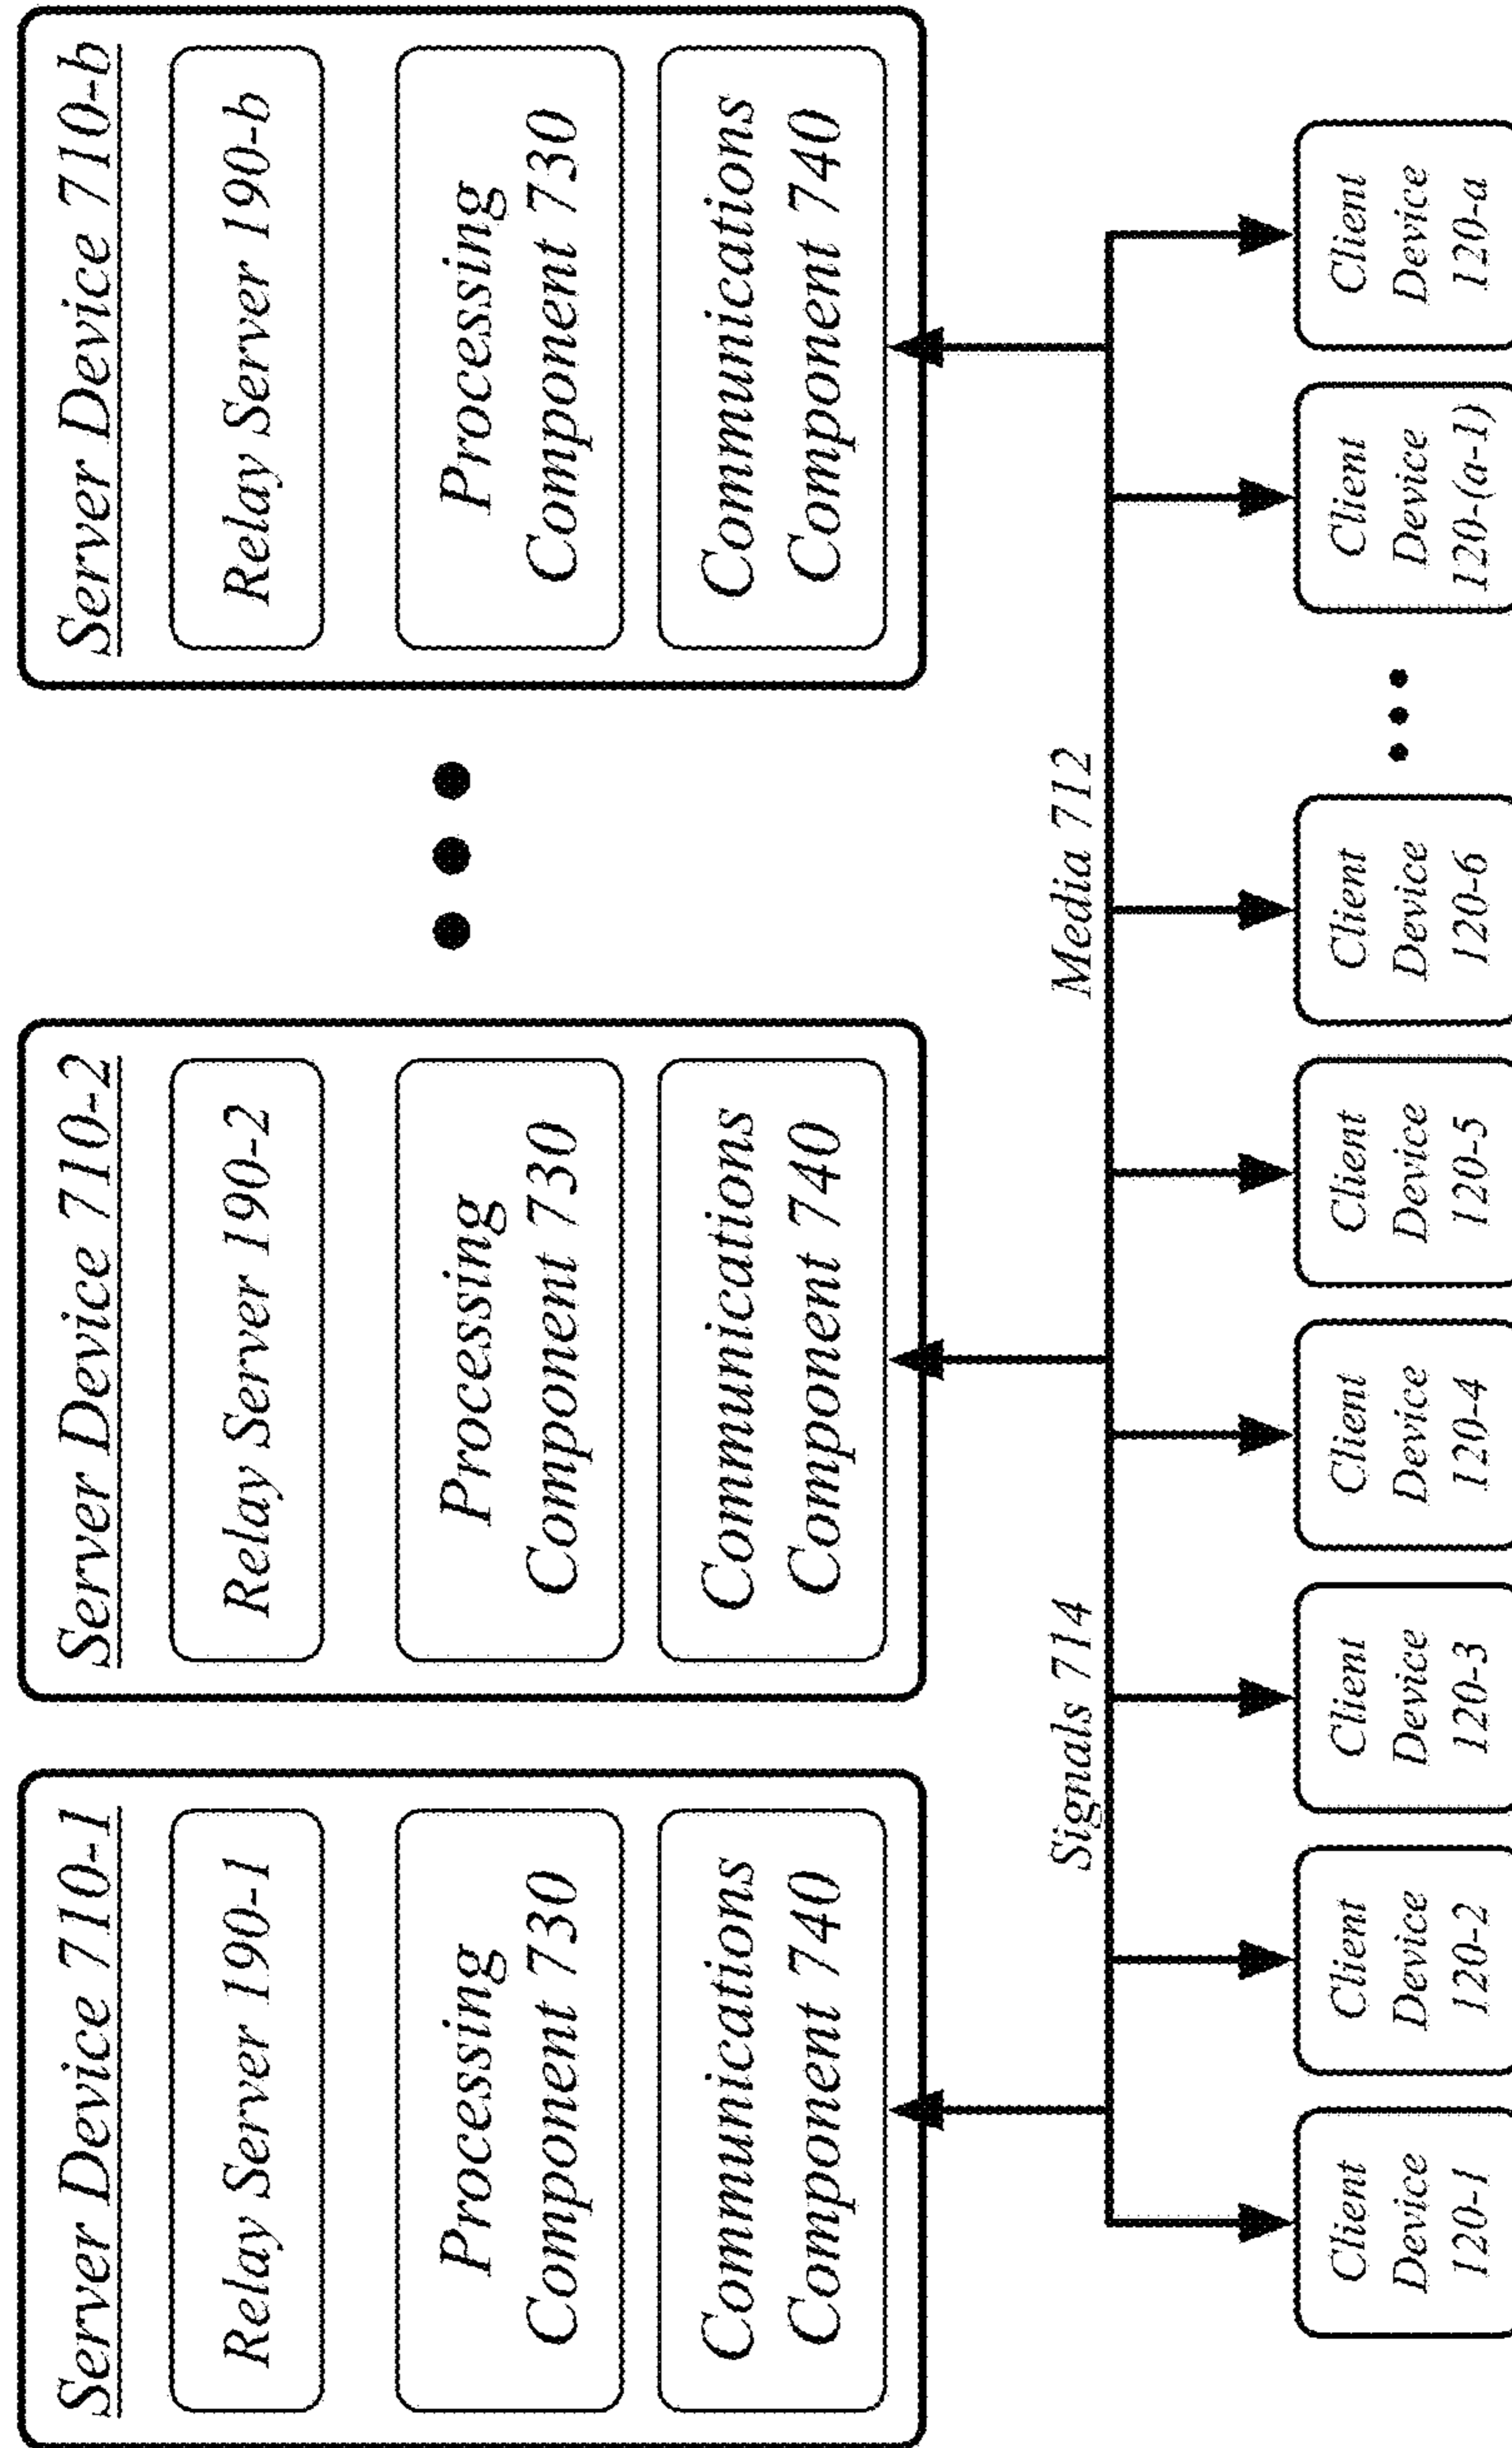 Server Device 710-1
Relay Server 190-1
Processing
Component 730
Communications
Component 740
Server Device 710-2
Relay Server 190-2
Processing
Component 730
Communications
Component 740
Server Device 710-b
Relay Server 190-b
Processing
Component 730
Communications
Component 740
Signals 714
Media 712
Client
Device
120-1
Client
Device
120-2
Client
Device
120-3
Client
Device
120-4
Client
Device
120-5
Client
Device
120-6
Client
Device
120-(a-1)
Client
Device
120-a